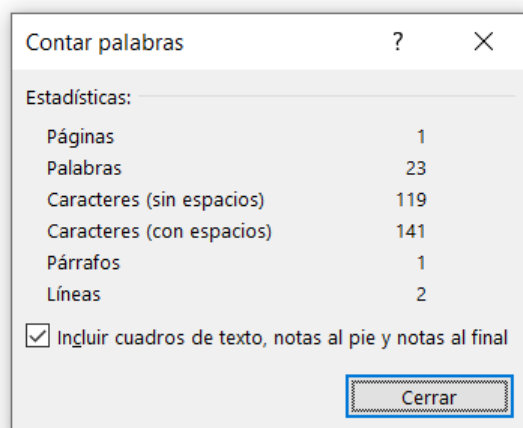 Contar palabras ? ×
Estadísticas:
Páginas 1
Palabras 23
Caracteres (sin espacios) 119
Caracteres (con espacios) 141
Párrafos 1
Líneas 2
Incluir cuadros de texto, notas al pie y notas al final
Cerrar